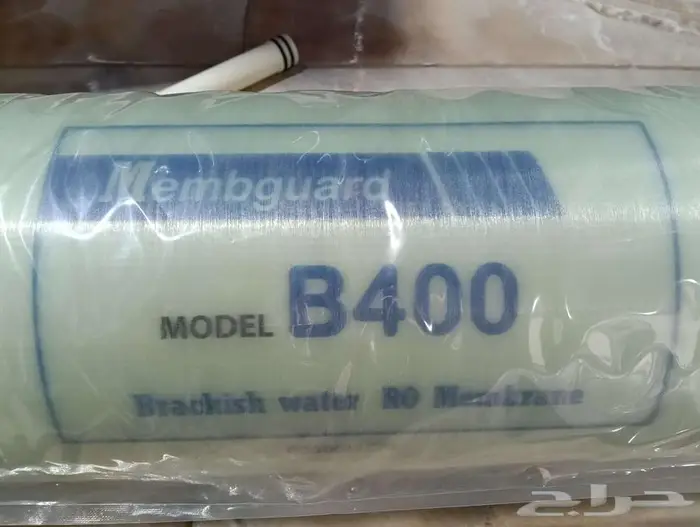 Membguard
MODEL B400
Brackish water RO Membrane
حراج